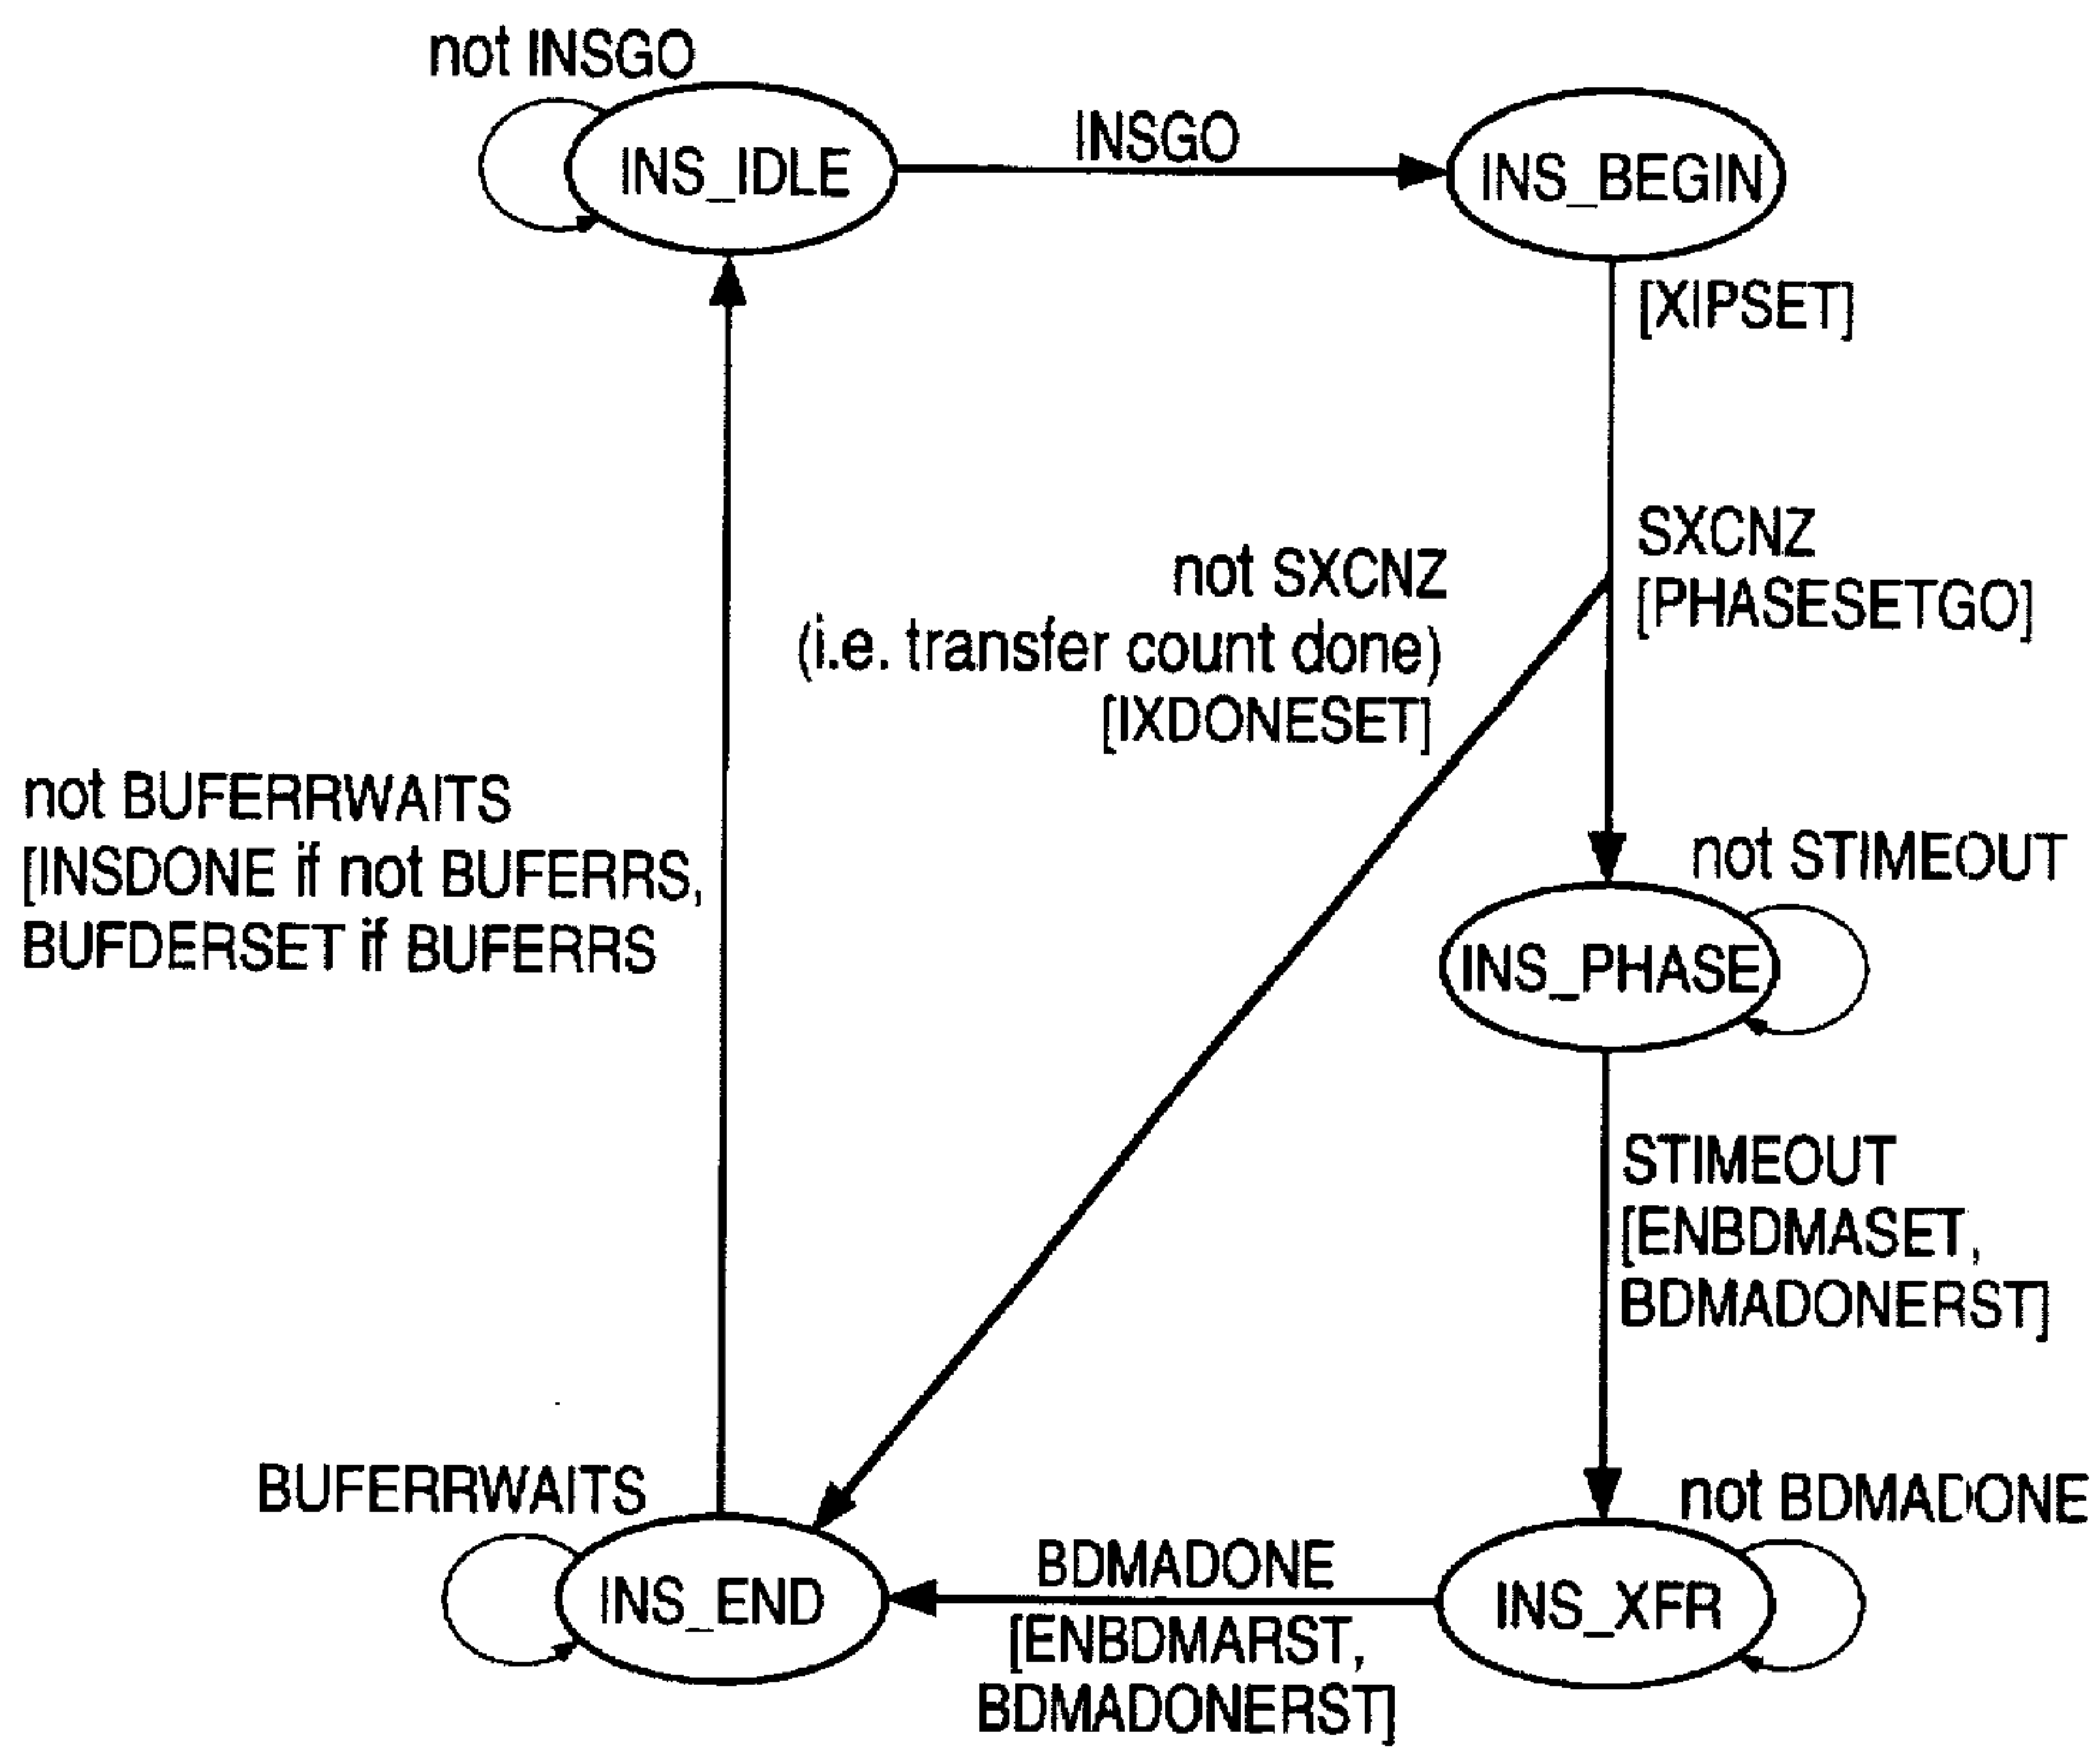 not INSGO
INS_IDLE
INSGO
INS_BEGIN
[XIPSET]
SXCNZ
[PHASESETGO]
not SXCNZ
(i.e. transfer count done)
[IXDONESET]
not BUFERRWAITS
[INSDONE if not BUFERRS,
BUFDERSET if BUFERRS
not STIMEOUT
INS_PHASE
STIMEOUT
[ENBDMASET,
BDMADONERST]
BUFERRWAITS
INS_END
BDMADONE
[ENBDMARST,
BDMADONERST]
not BDMADONE
INS_XFR